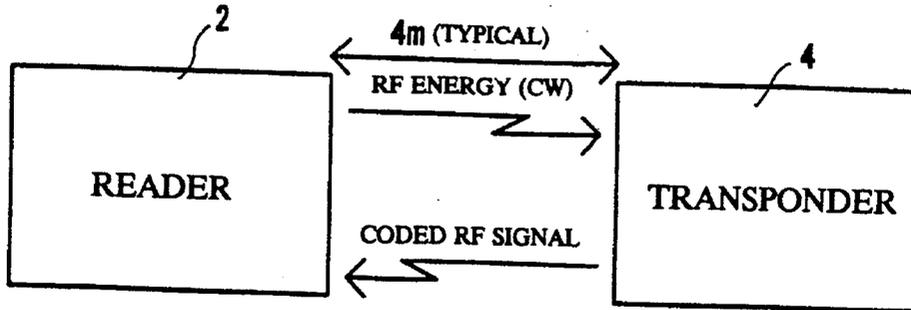 2
4m (TYPICAL)
4
RF ENERGY (CW)
READER
TRANSPONDER
CODED RF SIGNAL